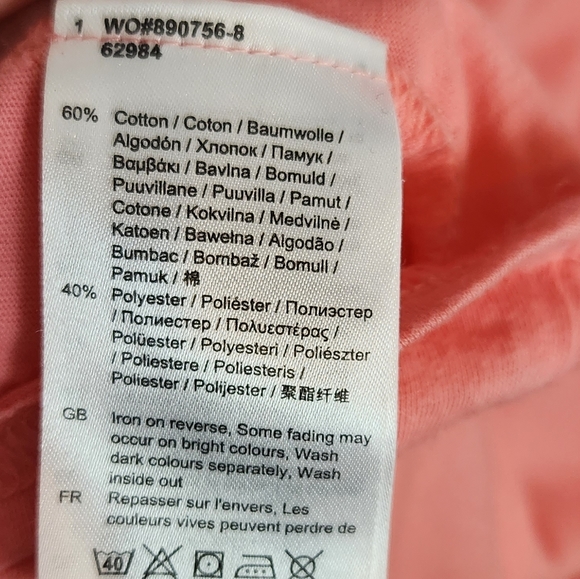 1 WO#890756-8
62984
60% Cotton / Coton / Baumwolle /
Algodón / Хлопок / Памук /
Βαμβάκι / Bavlna / Bomuld /
Puuvillane / Puuvilla / Pamut /
Cotone / Kokvilna / Medvilnė /
Katoen / Bawełna / Algodão /
Bumbac / Bombaž / Bomull /
Pamuk / 棉
40% Polyester / Poliéster / Полиэстер
/ Полиестер / Πολυεστέρας /
Polüester / Polyesteri / Poliészter
/ Poliestere / Poliesteris /
Poliester / Polijester / 聚酯纤维
GB Iron on reverse, Some fading may
occur on bright colours, Wash
dark colours separately, Wash
inside out
FR Repasser sur l'envers, Les
couleurs vives peuvent perdre de
40